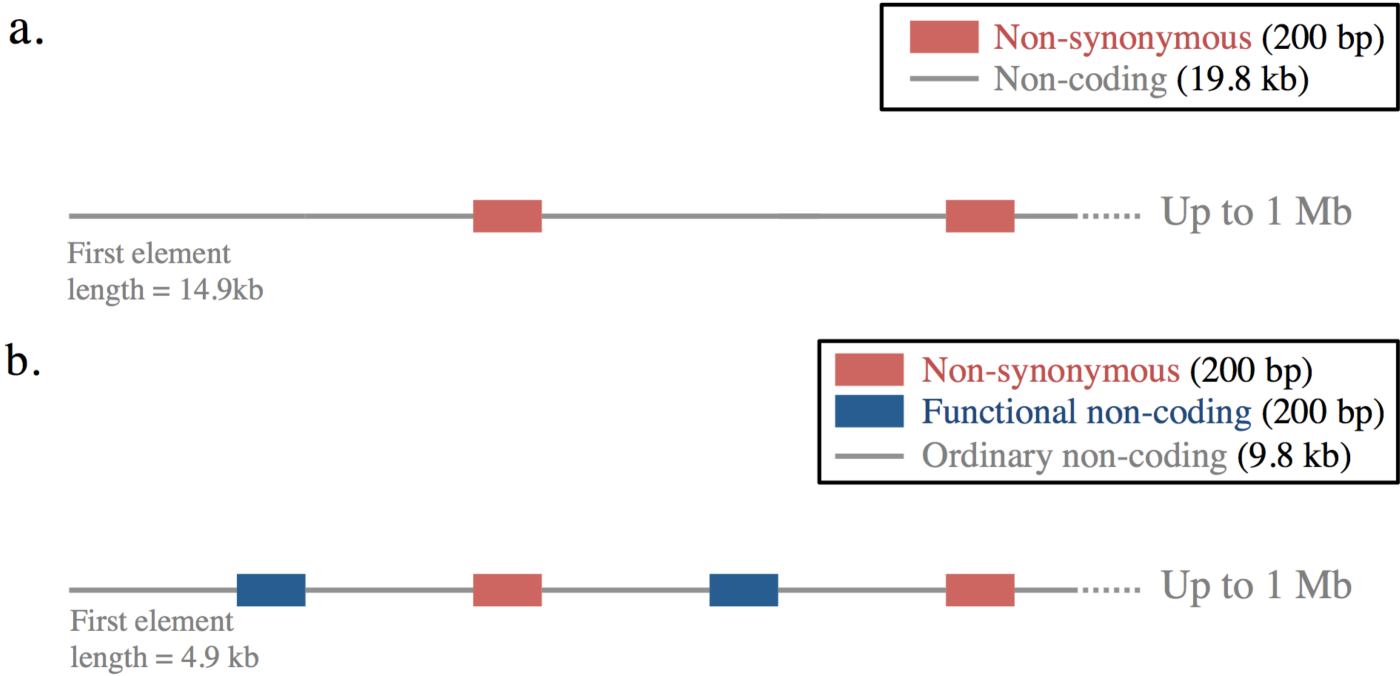 a.
Non-synonymous (200 bp)
Non-coding (19.8 kb)
Up to 1 Mb
First element
length = 14.9kb
b.
Non-synonymous (200 bp)
Functional non-coding (200 bp)
Ordinary non-coding (9.8 kb)
Up to 1 Mb
First element
length = 4.9 kb